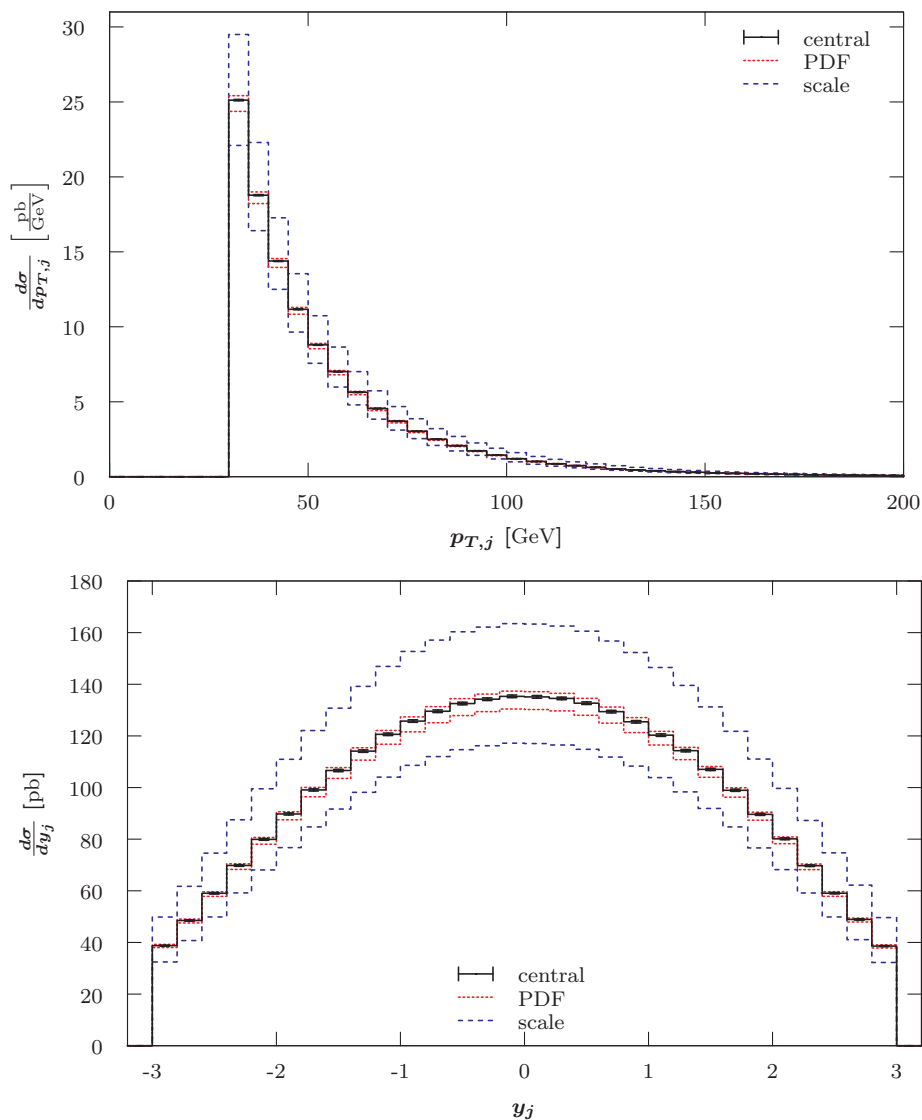 30
25
20
15
10
5
0
dσ/dp_{T,j} [pb/GeV]
central
PDF
scale
0 50 100 150 200
p_{T,j} [GeV]
180
160
140
120
100
80
60
40
20
0
dσ/dy_j [pb]
central
PDF
scale
-3 -2 -1 0 1 2 3
y_j